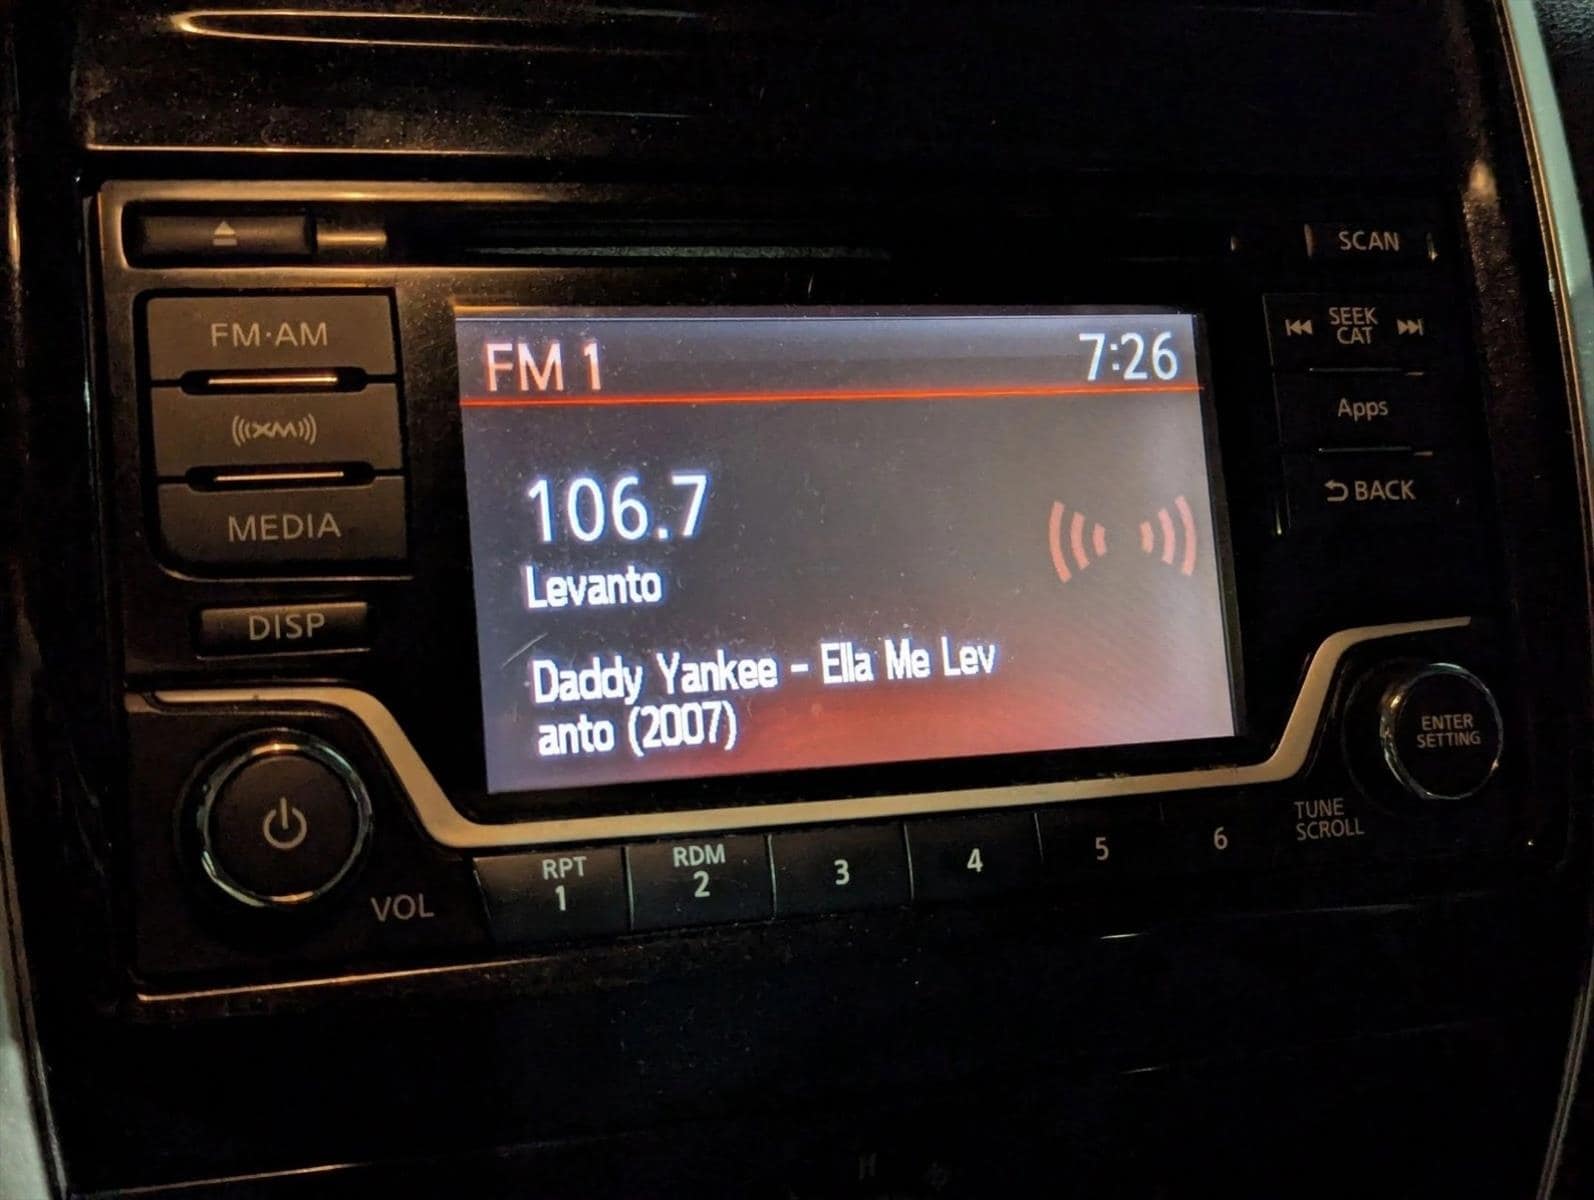 SCAN
FM·AM
SEEK
CAT
FM 1
7:26
Apps
XM
106.7
BACK
MEDIA
Levanto
DISP
Daddy Yankee - Ella Me Lev
anto (2007)
ENTER
SETTING
TUNE
SCROLL
VOL
RPT
1
RDM
2
3
4
5
6